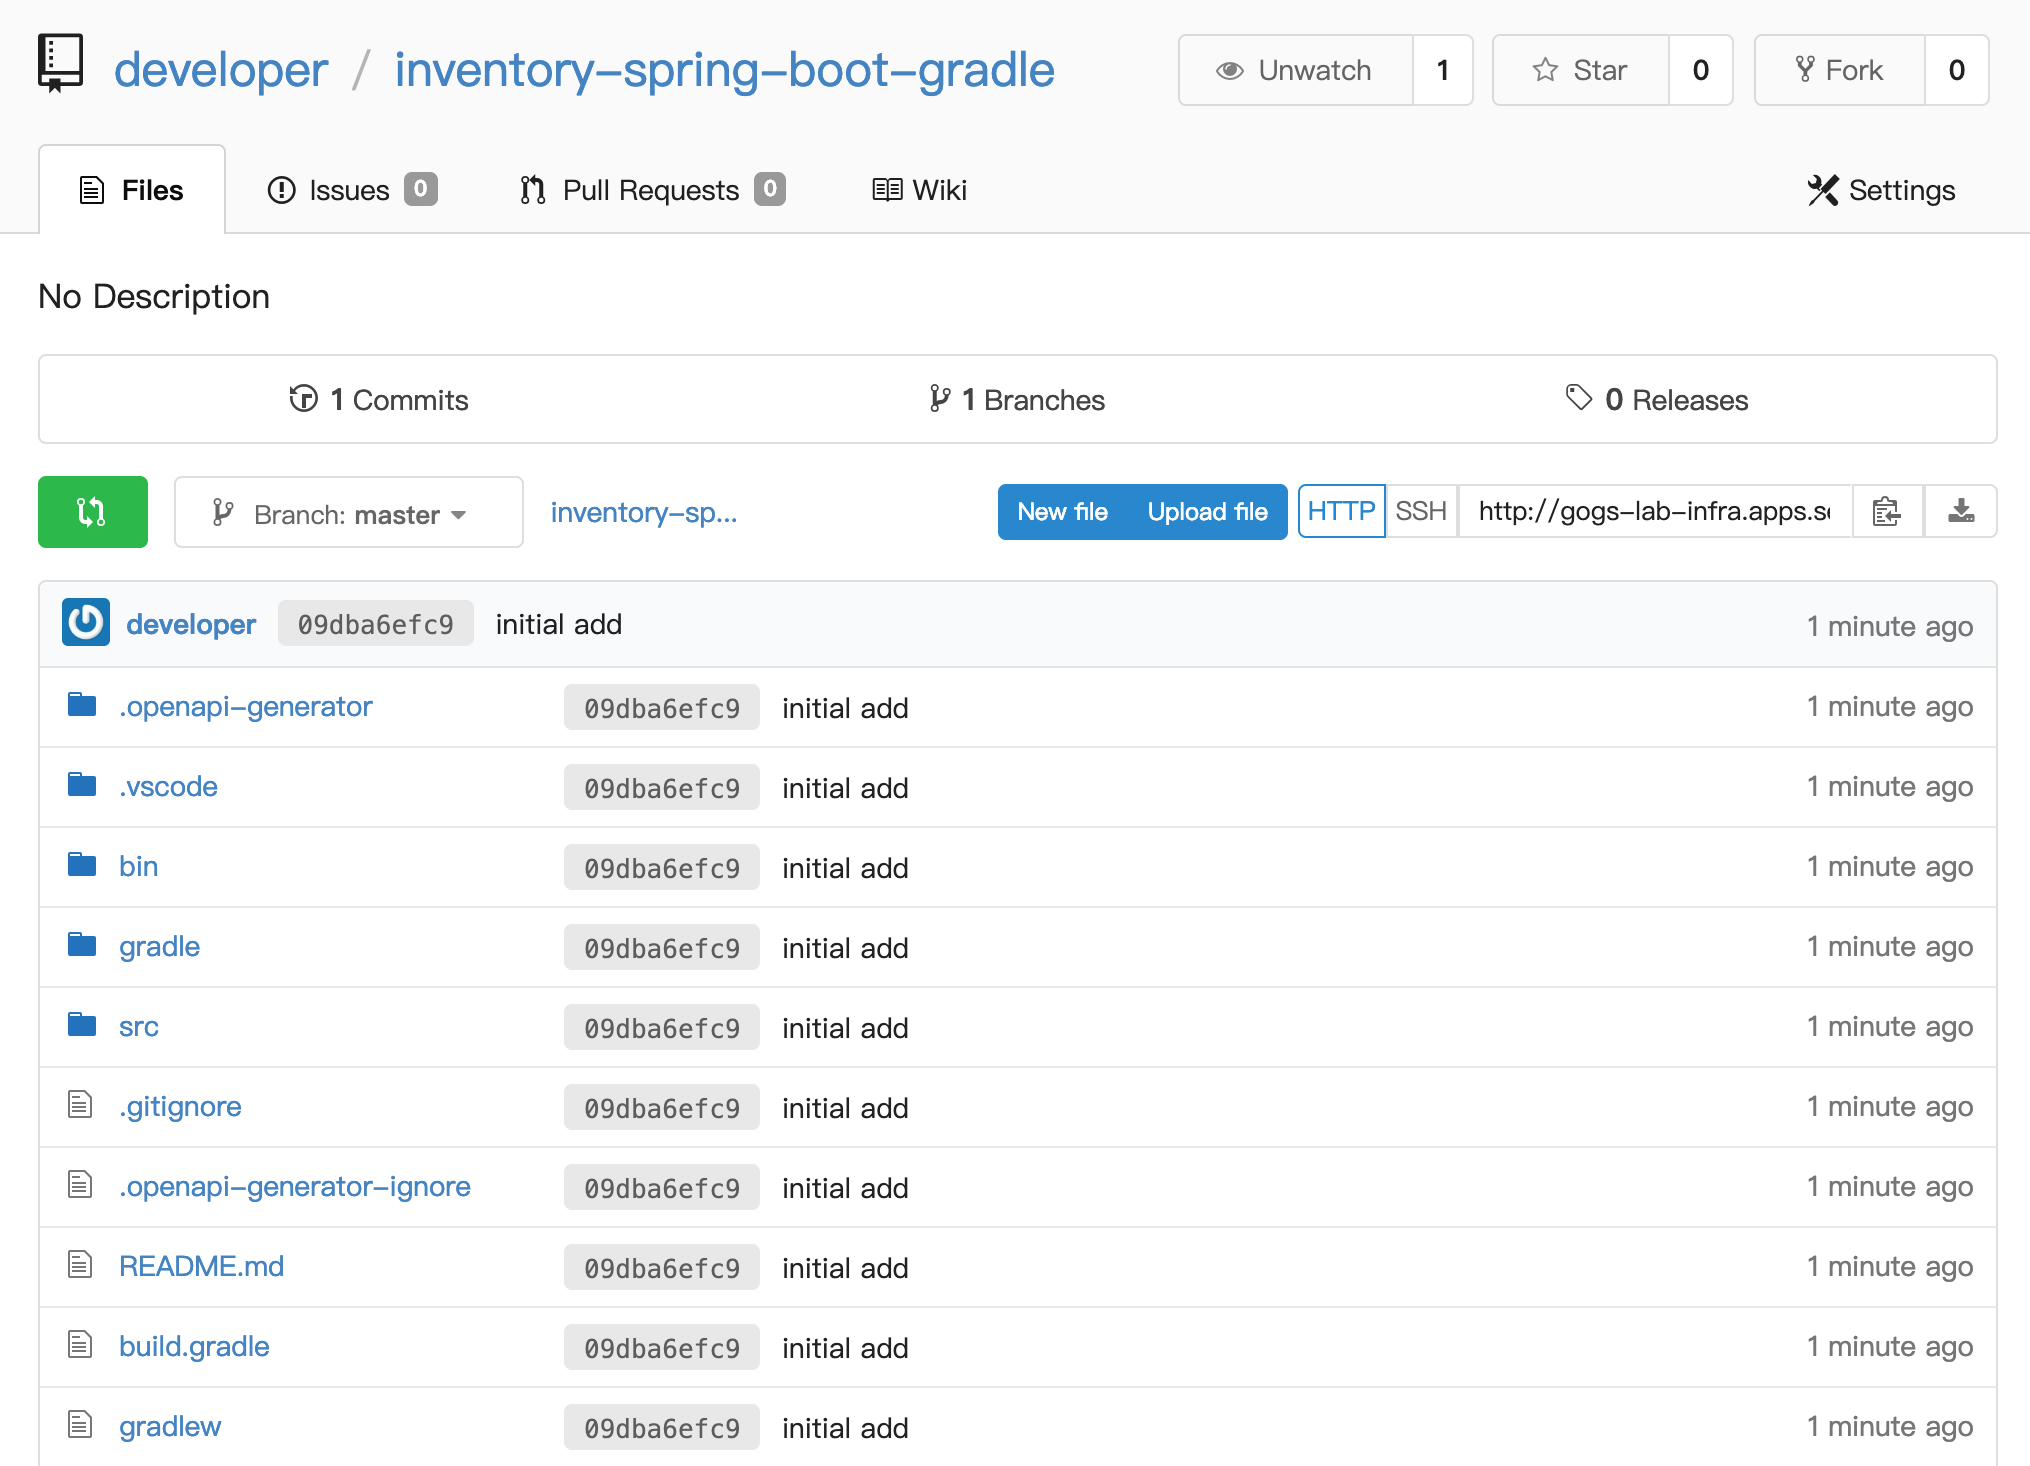 developer / inventory-spring-boot-gradle Unwatch 1 Star 0 Fork 0
Files Issues 0 Pull Requests 0 Wiki Settings
No Description
1 Commits 1 Branches 0 Releases
Branch: master inventory-sp... New file Upload file HTTP SSH http://gogs-lab-infra.apps.s
developer 09dba6efc9 initial add 1 minute ago
.openapi-generator 09dba6efc9 initial add 1 minute ago
.vscode 09dba6efc9 initial add 1 minute ago
bin 09dba6efc9 initial add 1 minute ago
gradle 09dba6efc9 initial add 1 minute ago
src 09dba6efc9 initial add 1 minute ago
.gitignore 09dba6efc9 initial add 1 minute ago
.openapi-generator-ignore 09dba6efc9 initial add 1 minute ago
README.md 09dba6efc9 initial add 1 minute ago
build.gradle 09dba6efc9 initial add 1 minute ago
gradlew 09dba6efc9 initial add 1 minute ago